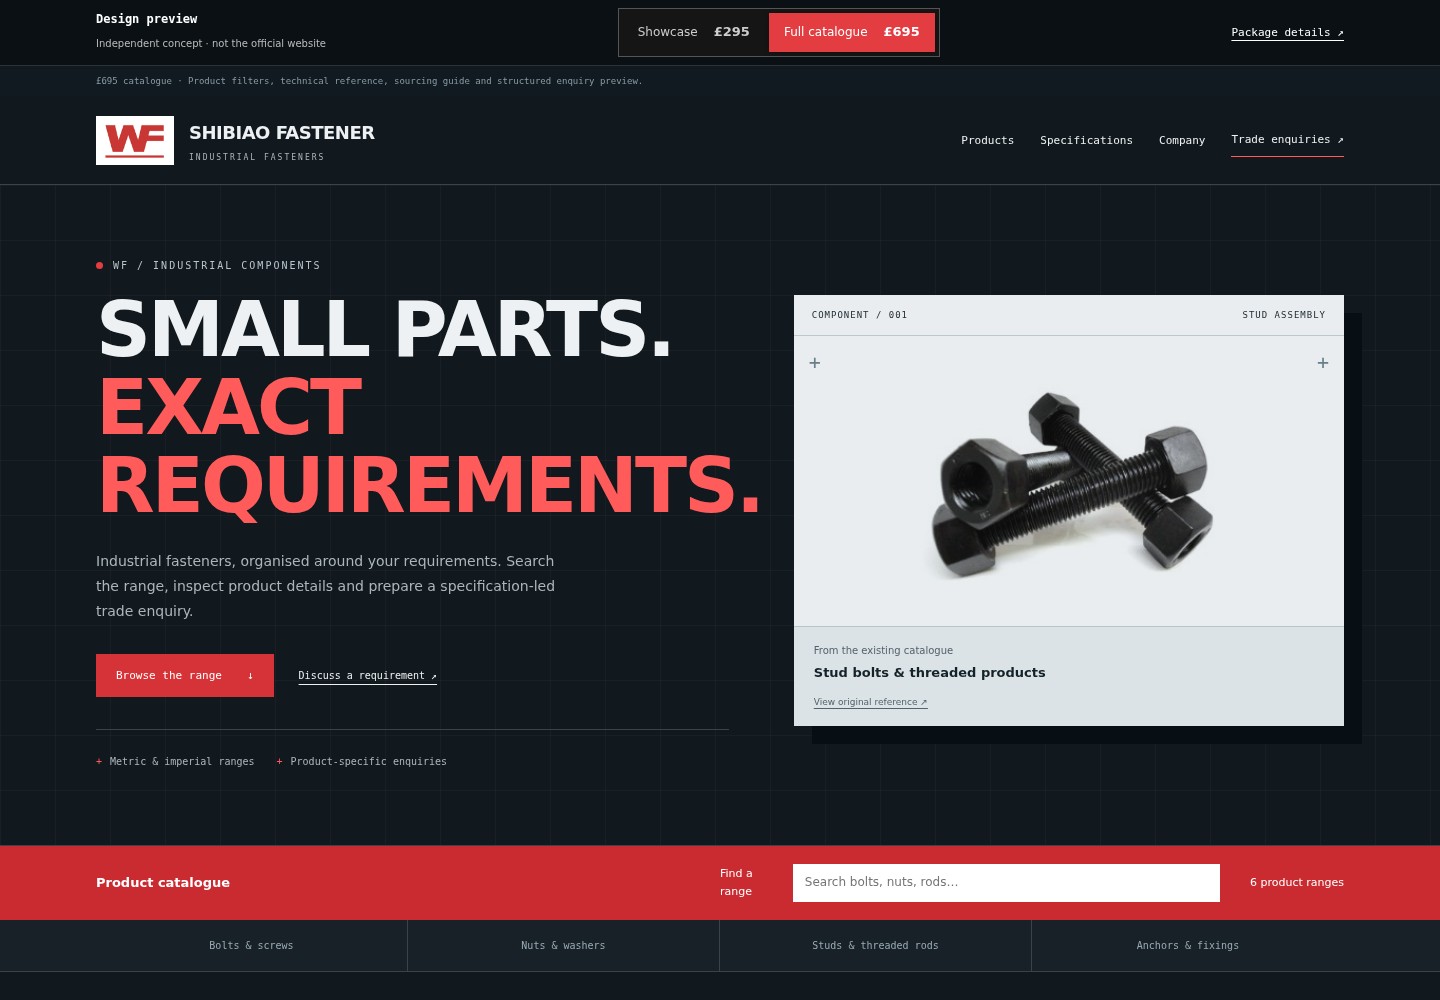 Design preview
Independent concept · not the official website
Showcase £295 Full catalogue £695
Package details ↗
£695 catalogue · Product filters, technical reference, sourcing guide and structured enquiry preview.
WF
SHIBIAO FASTENER
INDUSTRIAL FASTENERS
Products Specifications Company Trade enquiries ↗
WF / INDUSTRIAL COMPONENTS
SMALL PARTS.
EXACT
REQUIREMENTS.
Industrial fasteners, organised around your requirements. Search
the range, inspect product details and prepare a specification-led
trade enquiry.
Browse the range ↓
Discuss a requirement ↗
+ Metric & imperial ranges + Product-specific enquiries
COMPONENT / 001 STUD ASSEMBLY
+ +
From the existing catalogue
Stud bolts & threaded products
View original reference ↗
Product catalogue
Find a
range
Search bolts, nuts, rods…
6 product ranges
Bolts & screws Nuts & washers Studs & threaded rods Anchors & fixings